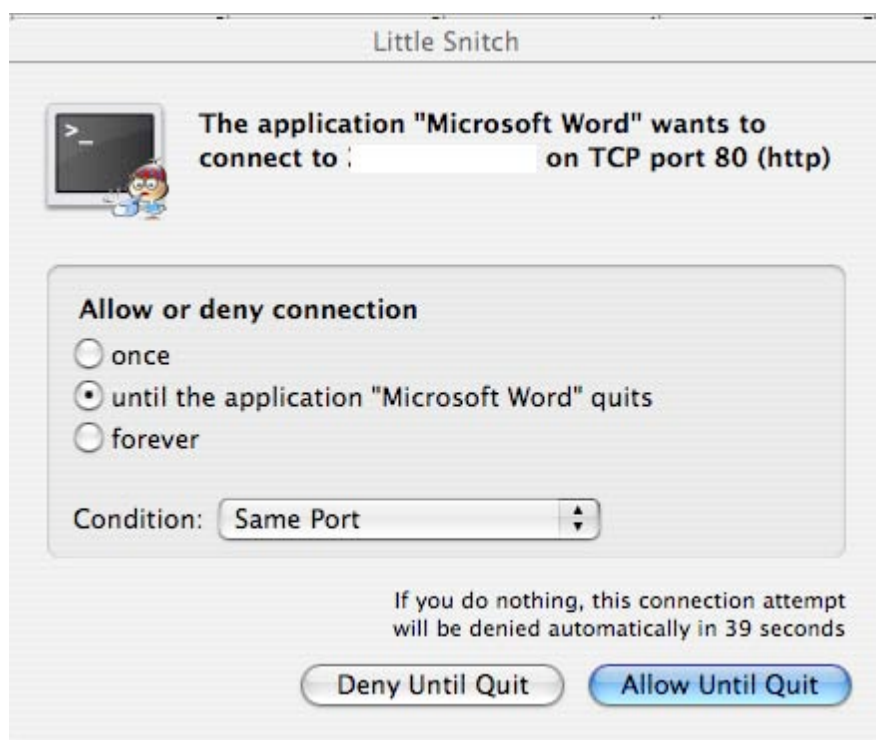 Little Snitch
>_
The application "Microsoft Word" wants to
connect to on TCP port 80 (http)
Allow or deny connection
once
until the application "Microsoft Word" quits
forever
Condition: Same Port
If you do nothing, this connection attempt
will be denied automatically in 39 seconds
Deny Until Quit Allow Until Quit